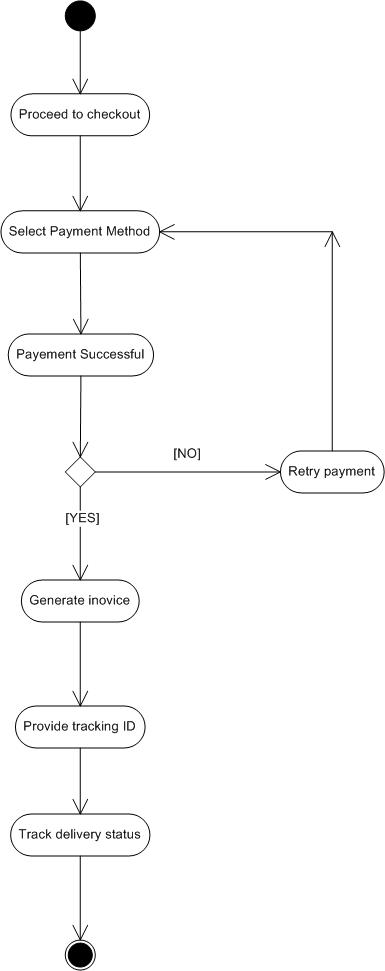 Proceed to checkout
Select Payment Method
Payement Successful
[NO]
Retry payment
[YES]
Generate inovice
Provide tracking ID
Track delivery status